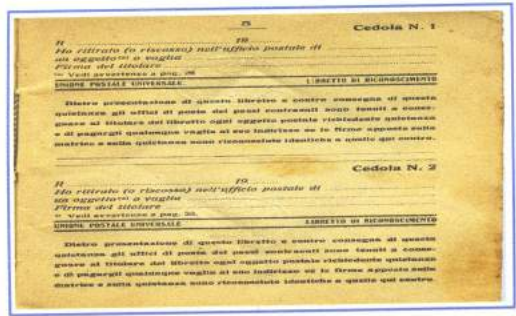 5
Cedola N. 1
Il 19
Ho ritirato (o riscosso) nell'ufficio postale di
un oggetto o vaglia
Firma del titolare
Vedi avvertenze a pag. 28
UNIONE POSTALE UNIVERSALE LIBRETTO DI RICONOSCIMENTO
Dietro presentazione di questo libretto e contro consegna di questa
quietanza gli uffici di posta dei paesi contraenti sono tenuti a conse-
gnare al titolare del libretto ogni oggetto postale richiedente quietanza
e di pagargli qualunque vaglia al suo indirizzo se le firme apposte sulla
matrice e sulla quietanza sono riconosciute identiche a quelle qui contro.
Cedola N. 2
Il 19
Ho ritirato (o riscosso) nell'ufficio postale di
un oggetto o vaglia
Firma del titolare
Vedi avvertenze a pag.
UNIONE POSTALE UNIVERSALE LIBRETTO DI RICONOSCIMENTO
Dietro presentazione di questo libretto e contro consegna di questa
quietanza gli uffici di posta dei paesi contraenti sono tenuti a conse-
gnare al titolare del libretto ogni oggetto postale richiedente quietanza
e di pagargli qualunque vaglia al suo indirizzo se le firme apposte sulla
matrice e sulla quietanza sono riconosciute identiche a quelle qui contro.